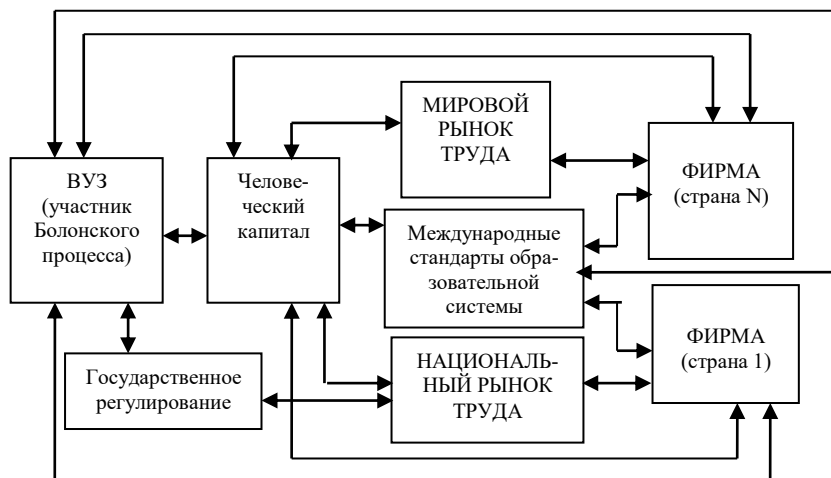 МИРОВОЙ
РЫНОК
ТРУДА
ФИРМА
(страна N)
ВУЗ
(участник
Болонского
процесса)
Челове-
ческий
капитал
Международные
стандарты обра-
зовательной
системы
ФИРМА
(страна 1)
Государственное
регулирование
НАЦИОНАЛЬ-
НЫЙ РЫНОК
ТРУДА